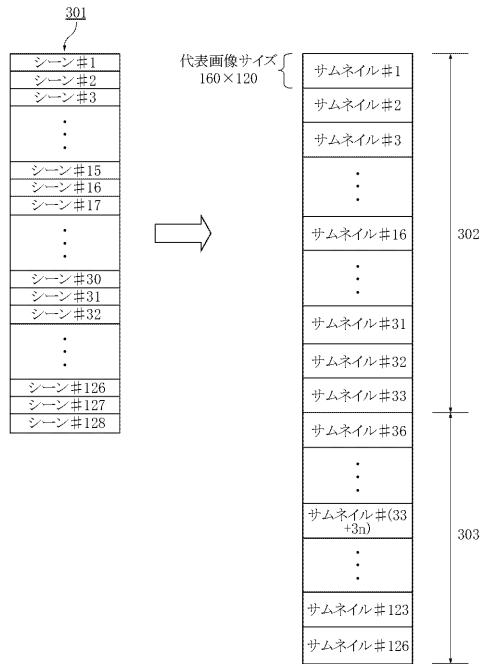 301
シーン♯1
シーン♯2
シーン♯3
シーン♯15
シーン♯16
シーン♯17
シーン♯30
シーン♯31
シーン♯32
シーン♯126
シーン♯127
シーン♯128
代表画像サイズ
160×120
サムネイル♯1
サムネイル♯2
サムネイル♯3
サムネイル♯16
サムネイル♯31
サムネイル♯32
サムネイル♯33
サムネイル♯36
サムネイル♯(33
+3n)
サムネイル♯123
サムネイル♯126
302
303